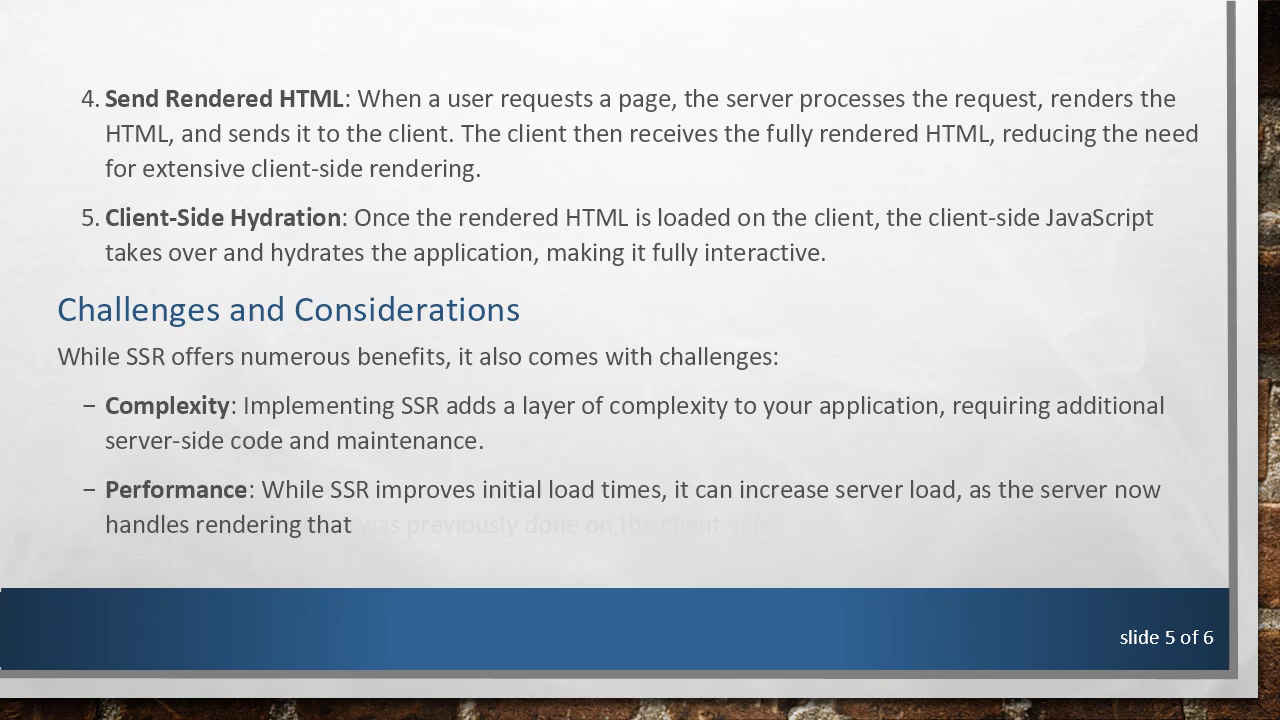 4. Send Rendered HTML: When a user requests a page, the server processes the request, renders the
HTML, and sends it to the client. The client then receives the fully rendered HTML, reducing the need
for extensive client-side rendering.
5. Client-Side Hydration: Once the rendered HTML is loaded on the client, the client-side JavaScript
takes over and hydrates the application, making it fully interactive.
Challenges and Considerations
While SSR offers numerous benefits, it also comes with challenges:
– Complexity: Implementing SSR adds a layer of complexity to your application, requiring additional
server-side code and maintenance.
– Performance: While SSR improves initial load times, it can increase server load, as the server now
handles rendering that was previously done on the client-side.
slide 5 of 6